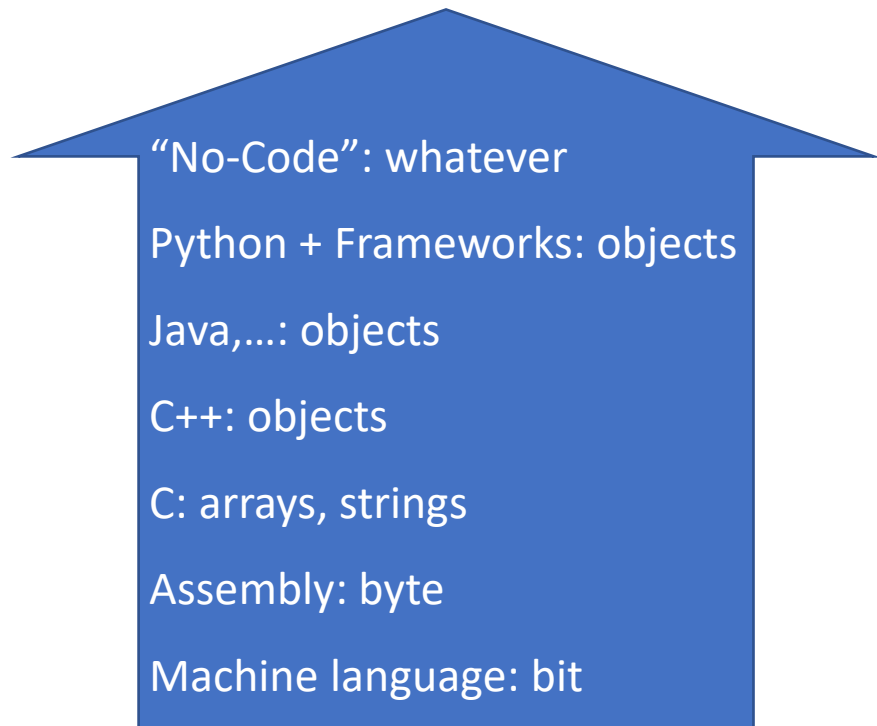 “No-Code”: whatever
Python + Frameworks: objects
Java,…: objects
C++: objects
C: arrays, strings
Assembly: byte
Machine language: bit